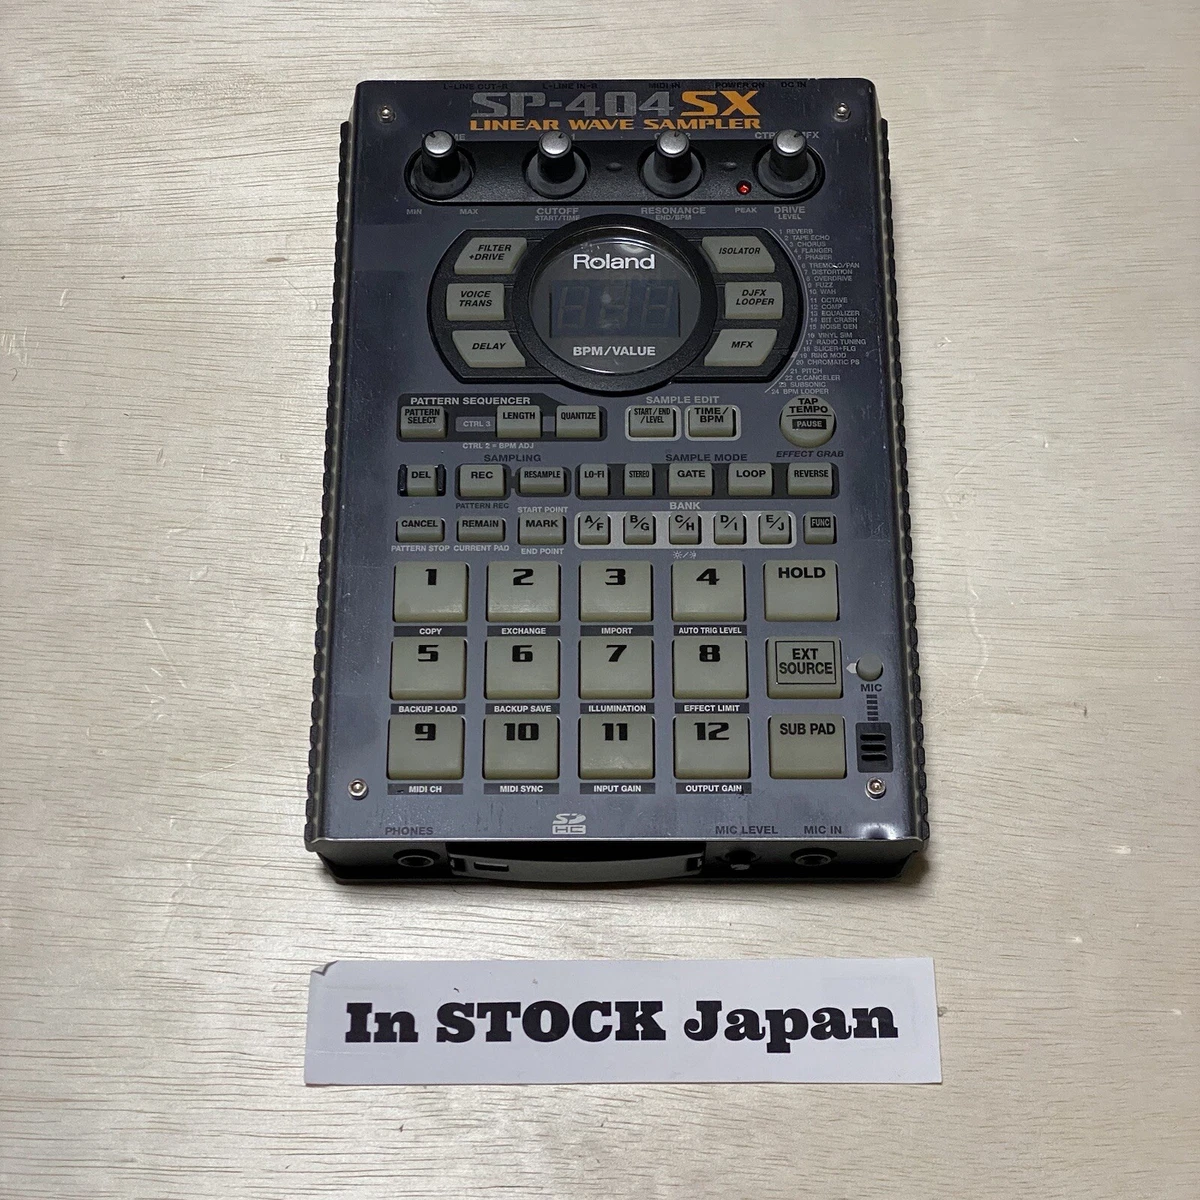 L-LINE OUT-R L-LINE IN-R MIDI IN POWER ON DC IN
SP-404SX
LINEAR WAVE SAMPLER
MIN MAX
CUTOFF
START/TIME
RESONANCE
END/BPM
PEAK
DRIVE
LEVEL
FILTER
+DRIVE
VOICE
TRANS
DELAY
Roland
BPM/VALUE
ISOLATOR
DJFX
LOOPER
MFX
1 REVERB
2 TAPE ECHO
3 CHORUS
4 FLANGER
5 PHASER
6 TREMOLO/PAN
7 DISTORTION
8 OVERDRIVE
9 FUZZ
10 WAH
11 OCTAVE
12 COMP
13 EQUALIZER
14 BIT CRASH
15 NOISE GEN
16 VINYL SIM
17 RADIO TUNING
18 SLICER+FLG
19 RING MOD
20 CHROMATIC PS
21 PITCH
22 C.CANCELER
23 SUBSONIC
24 BPM LOOPER
PATTERN SEQUENCER
PATTERN
SELECT
CTRL 3
LENGTH
QUANTIZE
CTRL 2 = BPM ADJ
SAMPLE EDIT
START / END
/ LEVEL
TIME/
BPM
TAP
TEMPO
PAUSE
EFFECT GRAB
SAMPLING
DEL
REC
RESAMPLE
PATTERN REC
SAMPLE MODE
LO-FI
STEREO
GATE
LOOP
REVERSE
START POINT
CANCEL
REMAIN
MARK
PATTERN STOP
CURRENT PAD
END POINT
BANK
A/F
B/G
C/H
D/I
E/J
FUNC
1 2 3 4 HOLD
COPY EXCHANGE IMPORT AUTO TRIG LEVEL
5 6 7 8
EXT
SOURCE
MIC
BACKUP LOAD BACKUP SAVE ILLUMINATION EFFECT LIMIT
9 10 11 12 SUB PAD
MIDI CH MIDI SYNC INPUT GAIN OUTPUT GAIN
PHONES
SD
HC
MIC LEVEL
MIC IN
In STOCK Japan